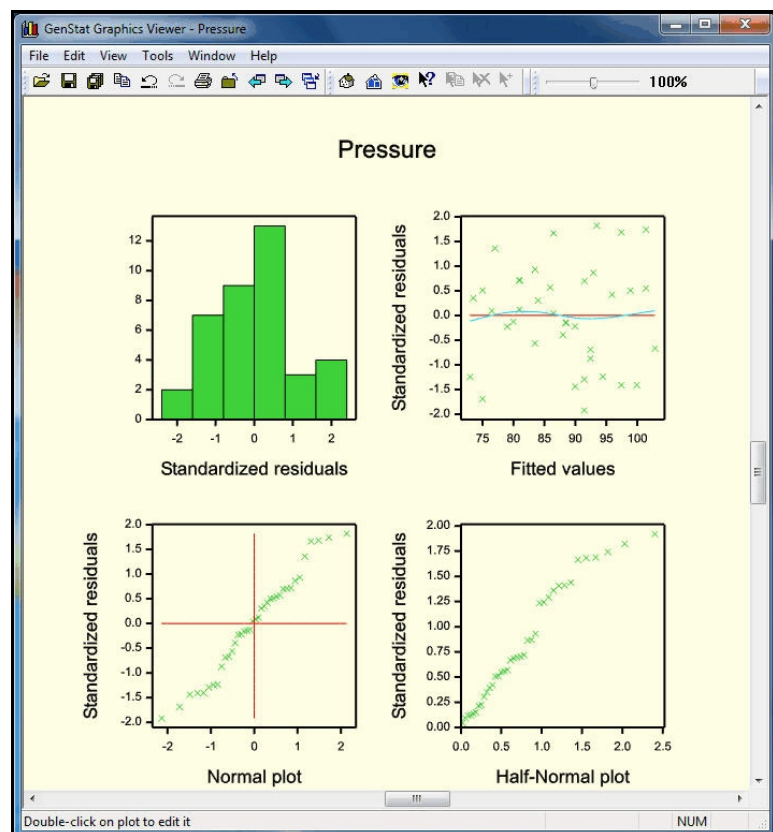 GenStat Graphics Viewer - Pressure
File Edit View Tools Window Help
100%
Pressure
12
10
8
6
4
2
0
-2 -1 0 1 2
Standardized residuals
Standardized residuals
2.0
1.5
1.0
0.5
0.0
-0.5
-1.0
-1.5
-2.0
75 80 85 90 95 100
Fitted values
Standardized residuals
2.0
1.5
1.0
0.5
0.0
-0.5
-1.0
-1.5
-2.0
-2 -1 0 1 2
Normal plot
Standardized residuals
2.00
1.75
1.50
1.25
1.00
0.75
0.50
0.25
0.00
0.0 0.5 1.0 1.5 2.0 2.5
Half-Normal plot
Double-click on plot to edit it NUM